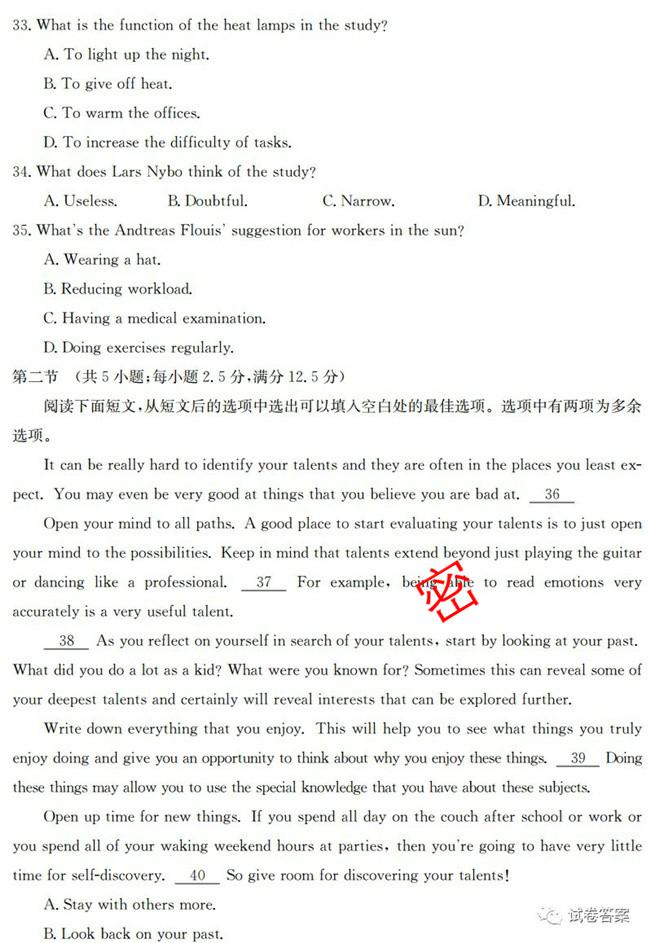 33. What is the function of the heat lamps in the study?
A. To light up the night.
B. To give off heat.
C. To warm the offices.
D. To increase the difficulty of tasks.
34. What does Lars Nybo think of the study?
A. Useless. B. Doubtful. C. Narrow. D. Meaningful.
35. What's the Andtreas Flouis' suggestion for workers in the sun?
A. Wearing a hat.
B. Reducing workload.
C. Having a medical examination.
D. Doing exercises regularly.
第二节 (共5小题;每小题2.5分,满分12.5分)
阅读下面短文,从短文后的选项中选出可以填入空白处的最佳选项。选项中有两项为多余
选项。
It can be really hard to identify your talents and they are often in the places you least ex-
pect. You may even be very good at things that you believe you are bad at. 36
Open your mind to all paths. A good place to start evaluating your talents is to just open
your mind to the possibilities. Keep in mind that talents extend beyond just playing the guitar
or dancing like a professional. 37 For example, being able to read emotions very
accurately is a very useful talent.
密
38 As you reflect on yourself in search of your talents, start by looking at your past.
What did you do a lot as a kid? What were you known for? Sometimes this can reveal some of
your deepest talents and certainly will reveal interests that can be explored further.
Write down everything that you enjoy. This will help you to see what things you truly
enjoy doing and give you an opportunity to think about why you enjoy these things. 39 Doing
these things may allow you to use the special knowledge that you have about these subjects.
Open up time for new things. If you spend all day on the couch after school or work or
you spend all of your waking weekend hours at parties, then you're going to have very little
time for self-discovery. 40 So give room for discovering your talents!
A. Stay with others more.
B. Look back on your past.
试卷答案